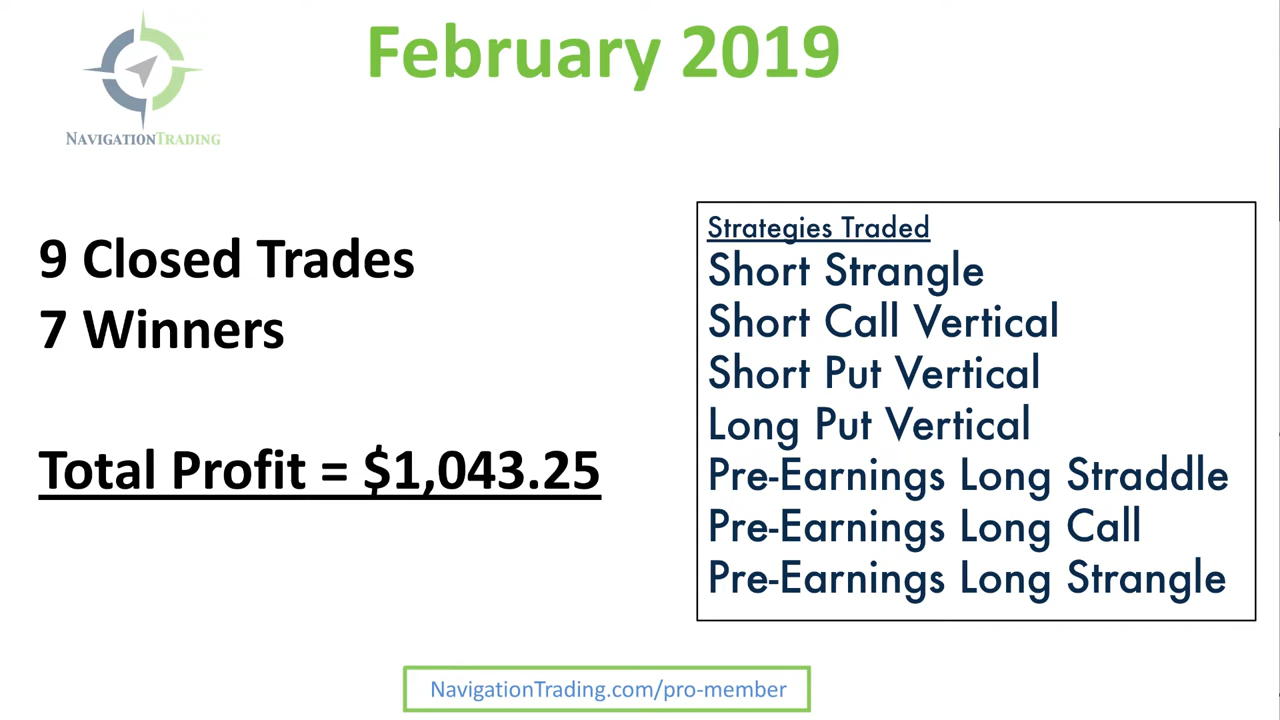 February 2019
NAVIGATIONTRADING
9 Closed Trades
7 Winners
Total Profit = $1,043.25
Strategies Traded
Short Strangle
Short Call Vertical
Short Put Vertical
Long Put Vertical
Pre-Earnings Long Straddle
Pre-Earnings Long Call
Pre-Earnings Long Strangle
NavigationTrading.com/pro-member